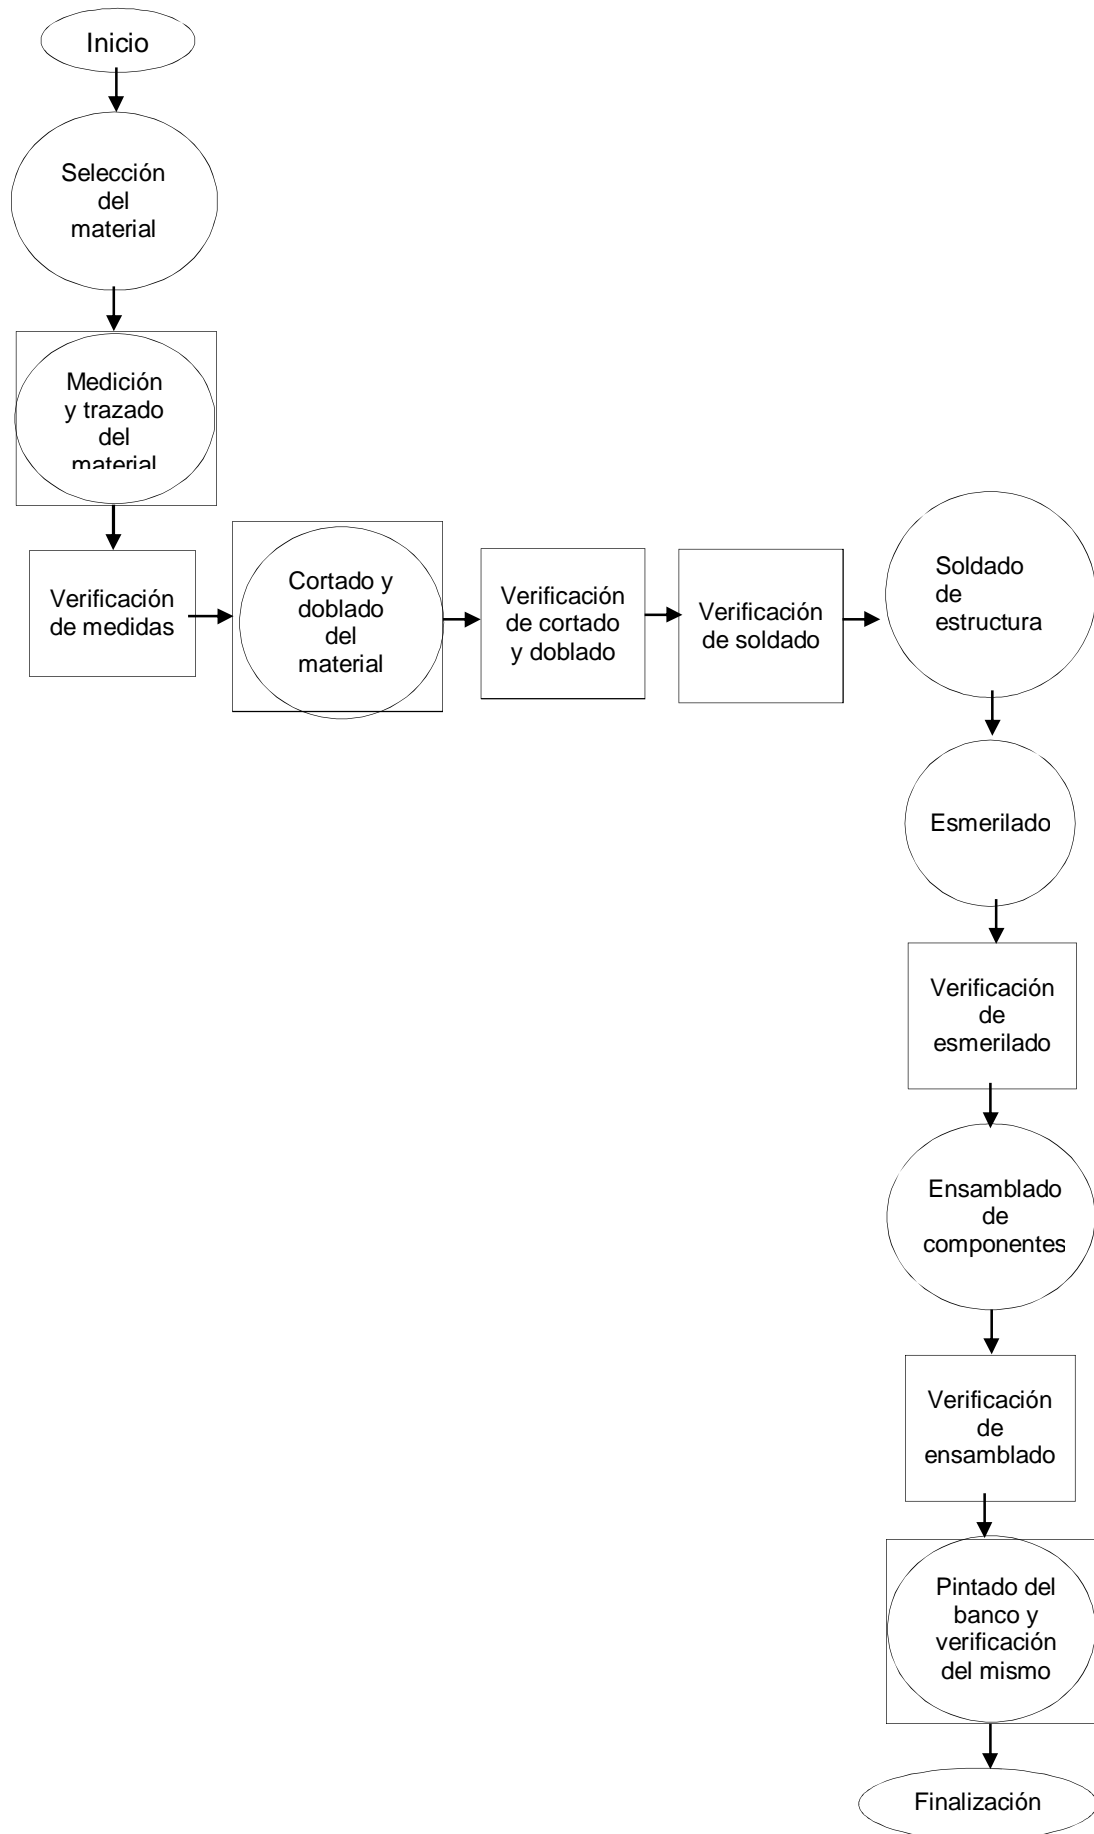 Inicio
Selección
del
material
Medición
y trazado
del
material
Verificación
de medidas
Cortado y
doblado
del
material
Verificación
de cortado
y doblado
Verificación
de soldado
Soldado
de
estructura
Esmerilado
Verificación
de
esmerilado
Ensamblado
de
componentes
Verificación
de
ensamblado
Pintado del
banco y
verificación
del mismo
Finalización